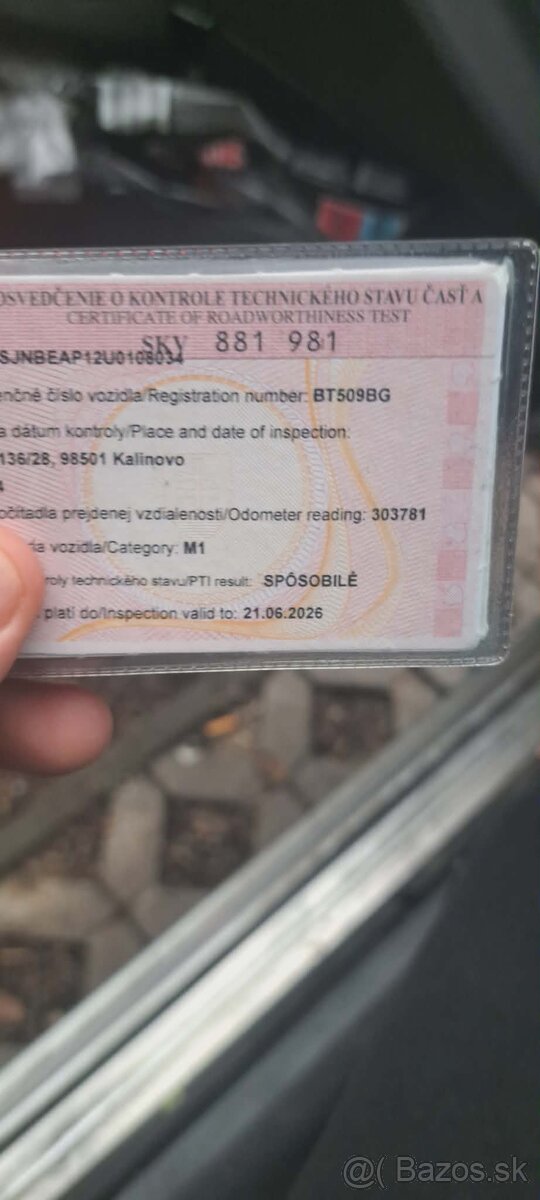 OSVEDČENIE O KONTROLE TECHNICKÉHO STAVU ČASŤ A
CERTIFICATE OF ROADWORTHINESS TEST
SKV 881 981
SJNBEAP12U0108034
enčné číslo vozidla/Registration number: BT509BG
a dátum kontroly/Place and date of inspection:
136/28, 98501 Kalinovo
4
očítadla prejdenej vzdialenosti/Odometer reading: 303781
ria vozidla/Category: M1
roly technického stavu/PTI result: SPÔSOBILÉ
platí do/Inspection valid to: 21.06.2026
@( Bazos.sk